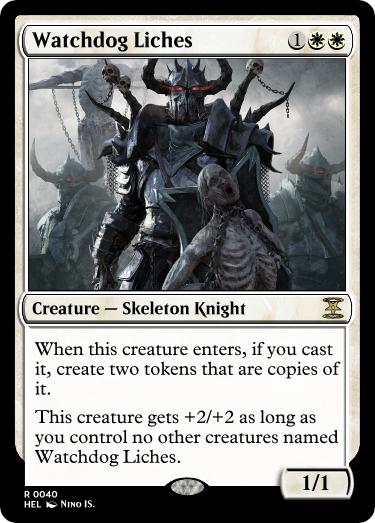 Watchdog Liches 1
Creature — Skeleton Knight
When this creature enters, if you cast
it, create two tokens that are copies of
it.
This creature gets +2/+2 as long as
you control no other creatures named
Watchdog Liches.
1/1
R 0040
HEL Nino Is.